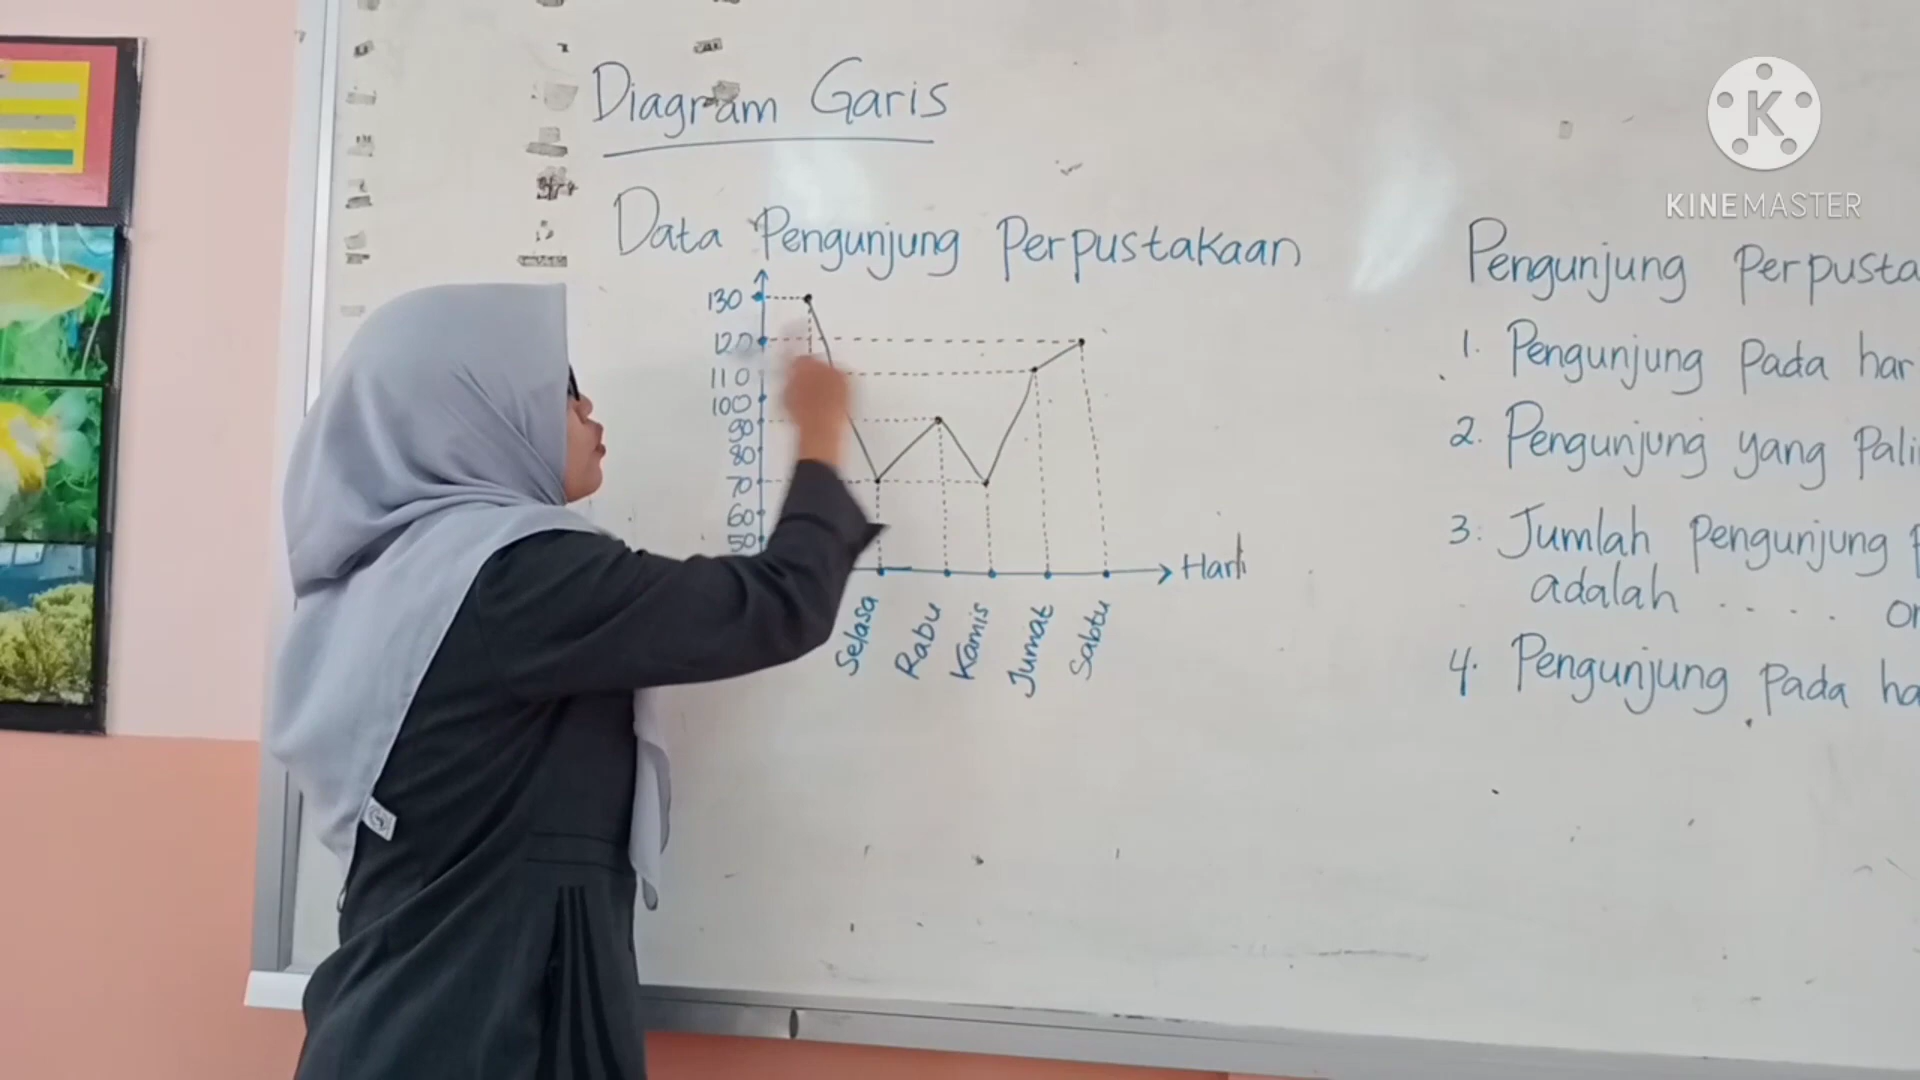 Diagram Garis
Data Pengunjung Perpustakaan
130
120
110
100
90
80
70
60
50
Hari
Selasa
Rabu
Kamis
Jumat
Sabtu
Pengunjung Perpusta
1. Pengunjung Pada har
2. Pengunjung yang Pali
3. Jumlah pengunjung P
adalah . . . . or
4. Pengunjung Pada ha
K
KINEMASTER